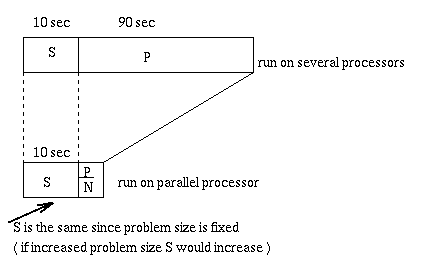 10 sec 90 sec
S P
run on several processors
10 sec
S P
N
run on parallel processor
S is the same since problem size is fixed
( if increased problem size S would increase )